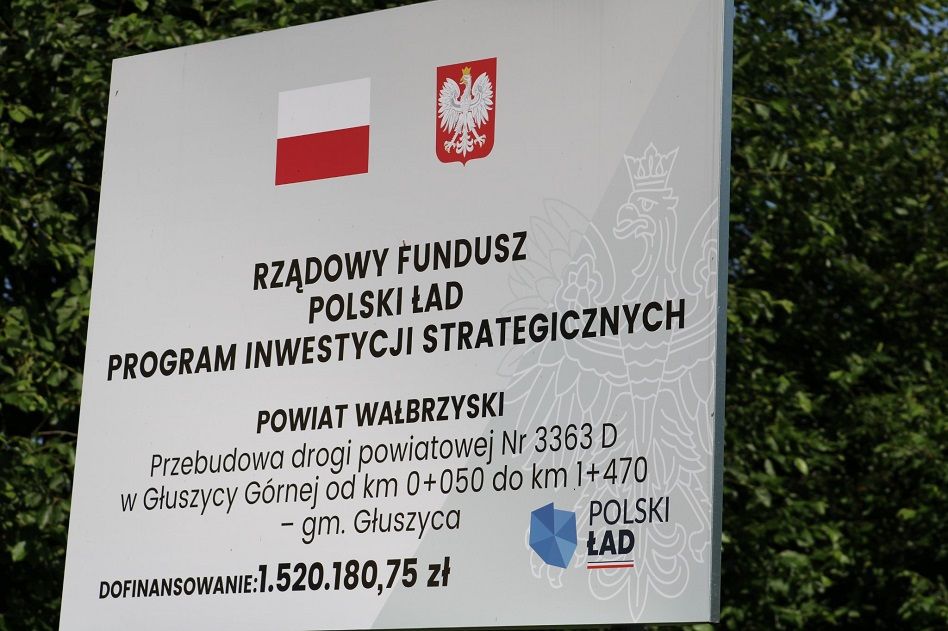 RZĄDOWY FUNDUSZ
POLSKI ŁAD
PROGRAM INWESTYCJI STRATEGICZNYCH
POWIAT WAŁBRZYSKI
Przebudowa drogi powiatowej Nr 3363 D
w Głuszycy Górnej od km 0+050 do km 1+470
– gm. Głuszyca
POLSKI
ŁAD
DOFINANSOWANIE:1.520.180,75 zł